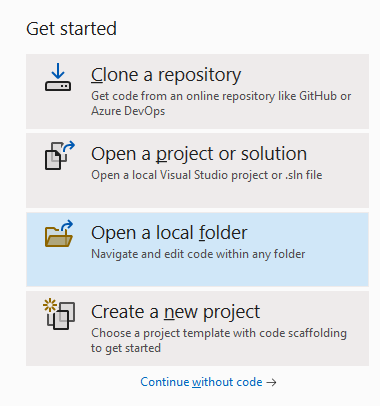 Get started
Clone a repository
Get code from an online repository like GitHub or
Azure DevOps
Open a project or solution
Open a local Visual Studio project or .sln file
Open a local folder
Navigate and edit code within any folder
Create a new project
Choose a project template with code scaffolding
to get started
Continue without code →